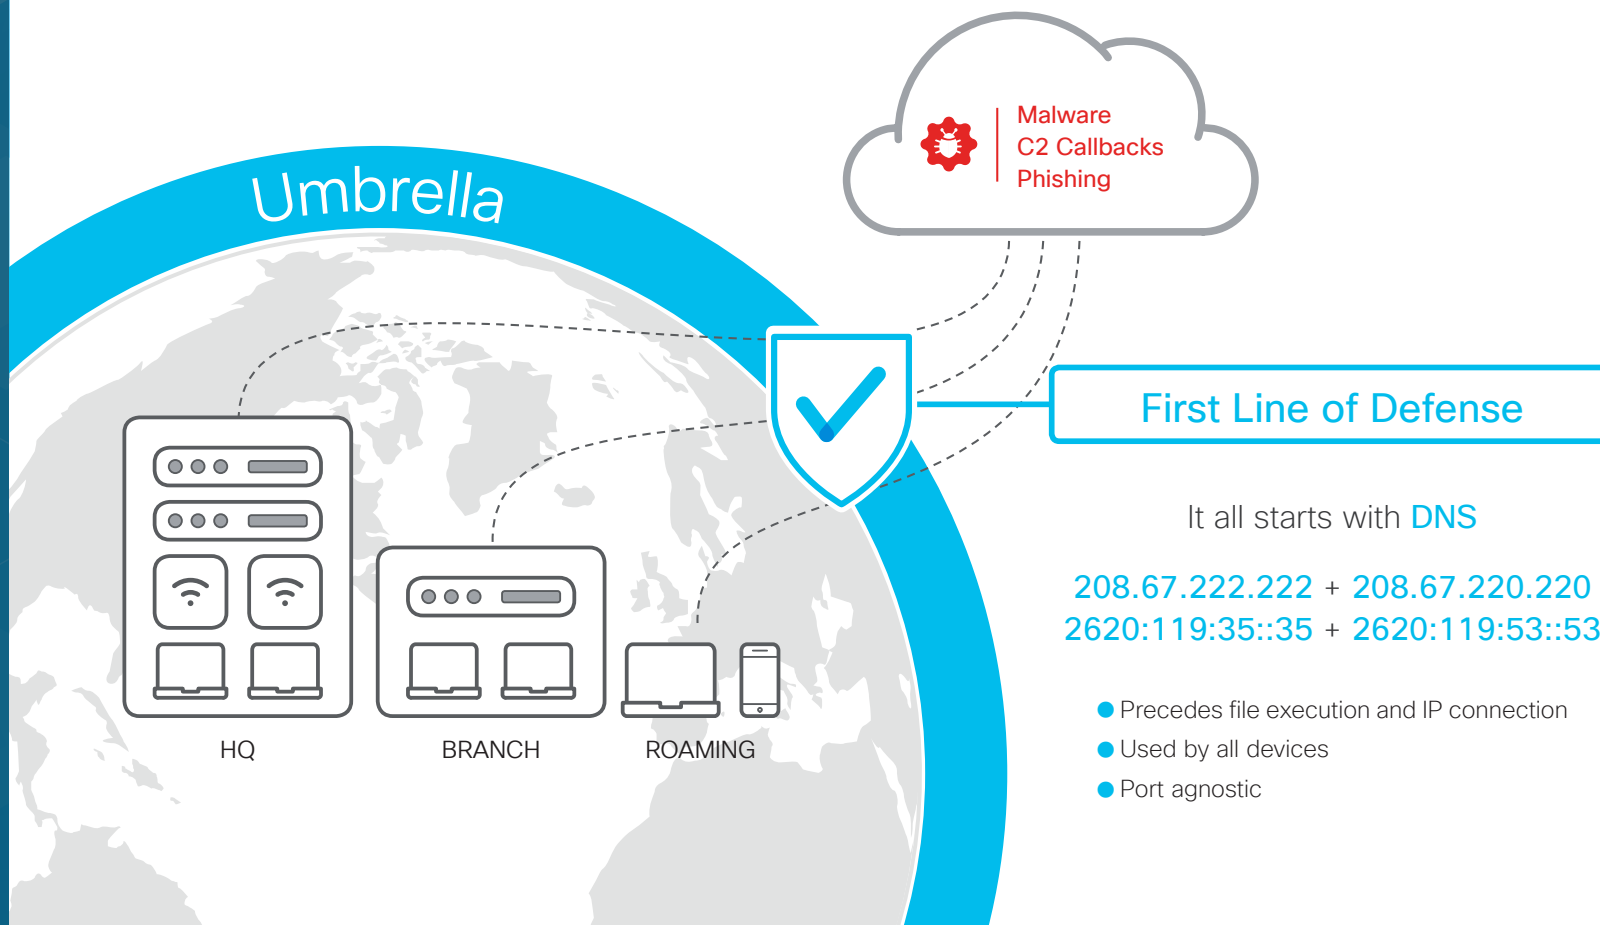 Umbrella
Malware
C2 Callbacks
Phishing
First Line of Defense
It all starts with DNS
208.67.222.222 + 208.67.220.220
2620:119:35::35 + 2620:119:53::53
Precedes file execution and IP connection
Used by all devices
Port agnostic
HQ
BRANCH
ROAMING